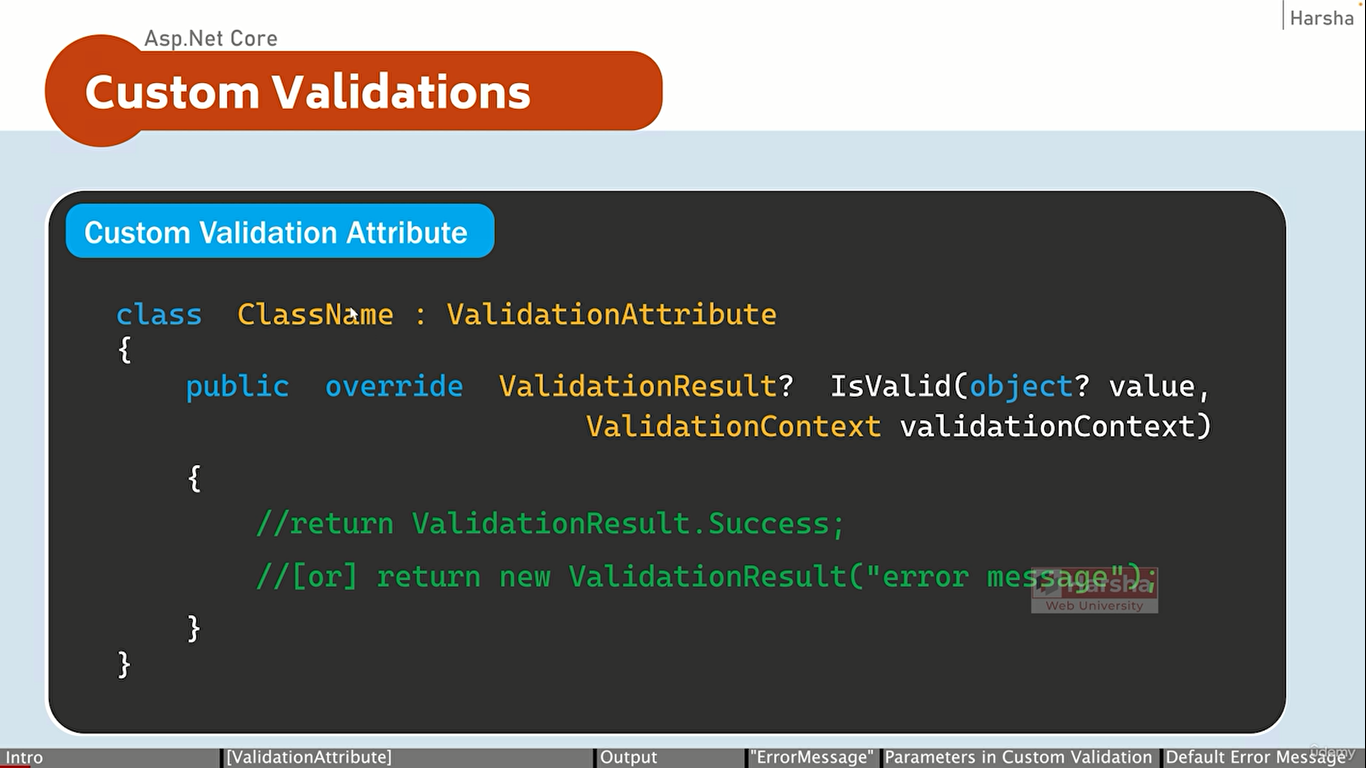 Harsha
Asp.Net Core
Custom Validations
Custom Validation Attribute
class ClassName : ValidationAttribute
{
public override ValidationResult? IsValid(object? value,
ValidationContext validationContext)
{
//return ValidationResult.Success;
//[or] return new ValidationResult("error message");
Harsha
Web University
}
}
Intro
[ValidationAttribute]
Output
"ErrorMessage"
Parameters in Custom Validation
Default Error Message
ûdemy